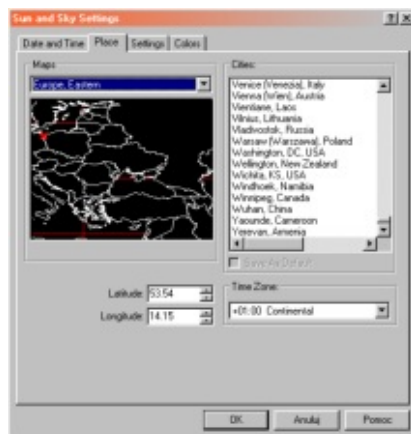 Sun and Sky Settings
Date and Time Place Settings Colors
Maps:
Europe, Eastern
Cities:
Venice (Venezia), Italy
Vienna (Wien), Austria
Vientiane, Laos
Vilnius, Lithuania
Vladivostok, Russia
Warsaw (Warszawa), Poland
Washington, DC, USA
Wellington, New Zealand
Wichita, KS, USA
Windhoek, Namibia
Winnipeg, Canada
Wuhan, China
Yaounde, Cameroon
Yerevan, Armenia
Save As Default
Latitude: 53.54
Longitude: 14.15
Time Zone:
+01:00 Continental
OK Anuluj Pomoc